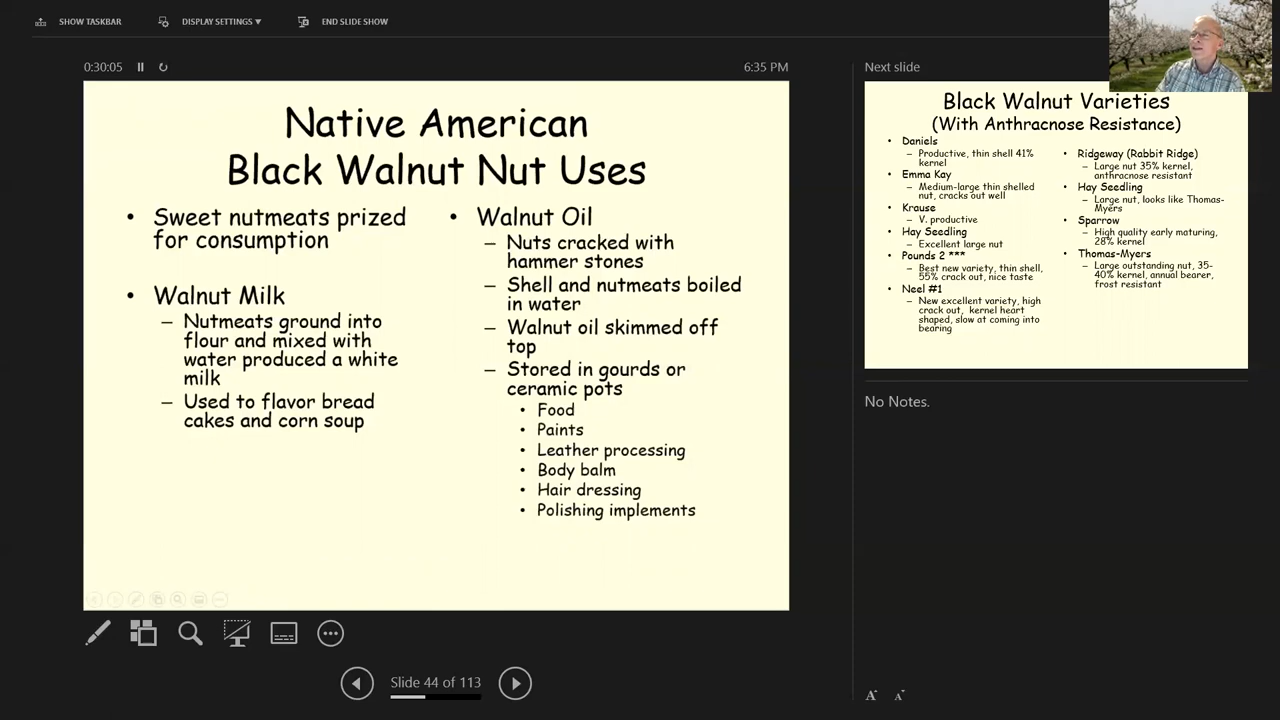 SHOW TASKBAR
DISPLAY SETTINGS ▼
END SLIDE SHOW
0:30:05
6:35 PM
Native American
Black Walnut Nut Uses
• Sweet nutmeats prized
for consumption
• Walnut Milk
– Nutmeats ground into
flour and mixed with
water produced a white
milk
– Used to flavor bread
cakes and corn soup
• Walnut Oil
– Nuts cracked with
hammer stones
– Shell and nutmeats boiled
in water
– Walnut oil skimmed off
top
– Stored in gourds or
ceramic pots
• Food
• Paints
• Leather processing
• Body balm
• Hair dressing
• Polishing implements
Slide 44 of 113
Next slide
Black Walnut Varieties
(With Anthracnose Resistance)
• Daniels
– Productive, thin shell 41%
kernel
• Emma Kay
– Medium-large thin shelled
nut, cracks out well
• Krause
– V. productive
• Hay Seedling
– Excellent large nut
• Pounds 2 ***
– Best new variety, thin shell,
55% crack out, nice taste
• Neel #1
– New excellent variety, high
crack out, kernel heart
shaped, slow at coming into
bearing
• Ridgeway (Rabbit Ridge)
– Large nut 35% kernel,
anthracnose resistant
• Hay Seedling
– Large nut, looks like Thomas-
Myers
• Sparrow
– High quality early maturing,
28% kernel
• Thomas-Myers
– Large outstanding nut, 35-
40% kernel, annual bearer,
frost resistant
No Notes.
A A